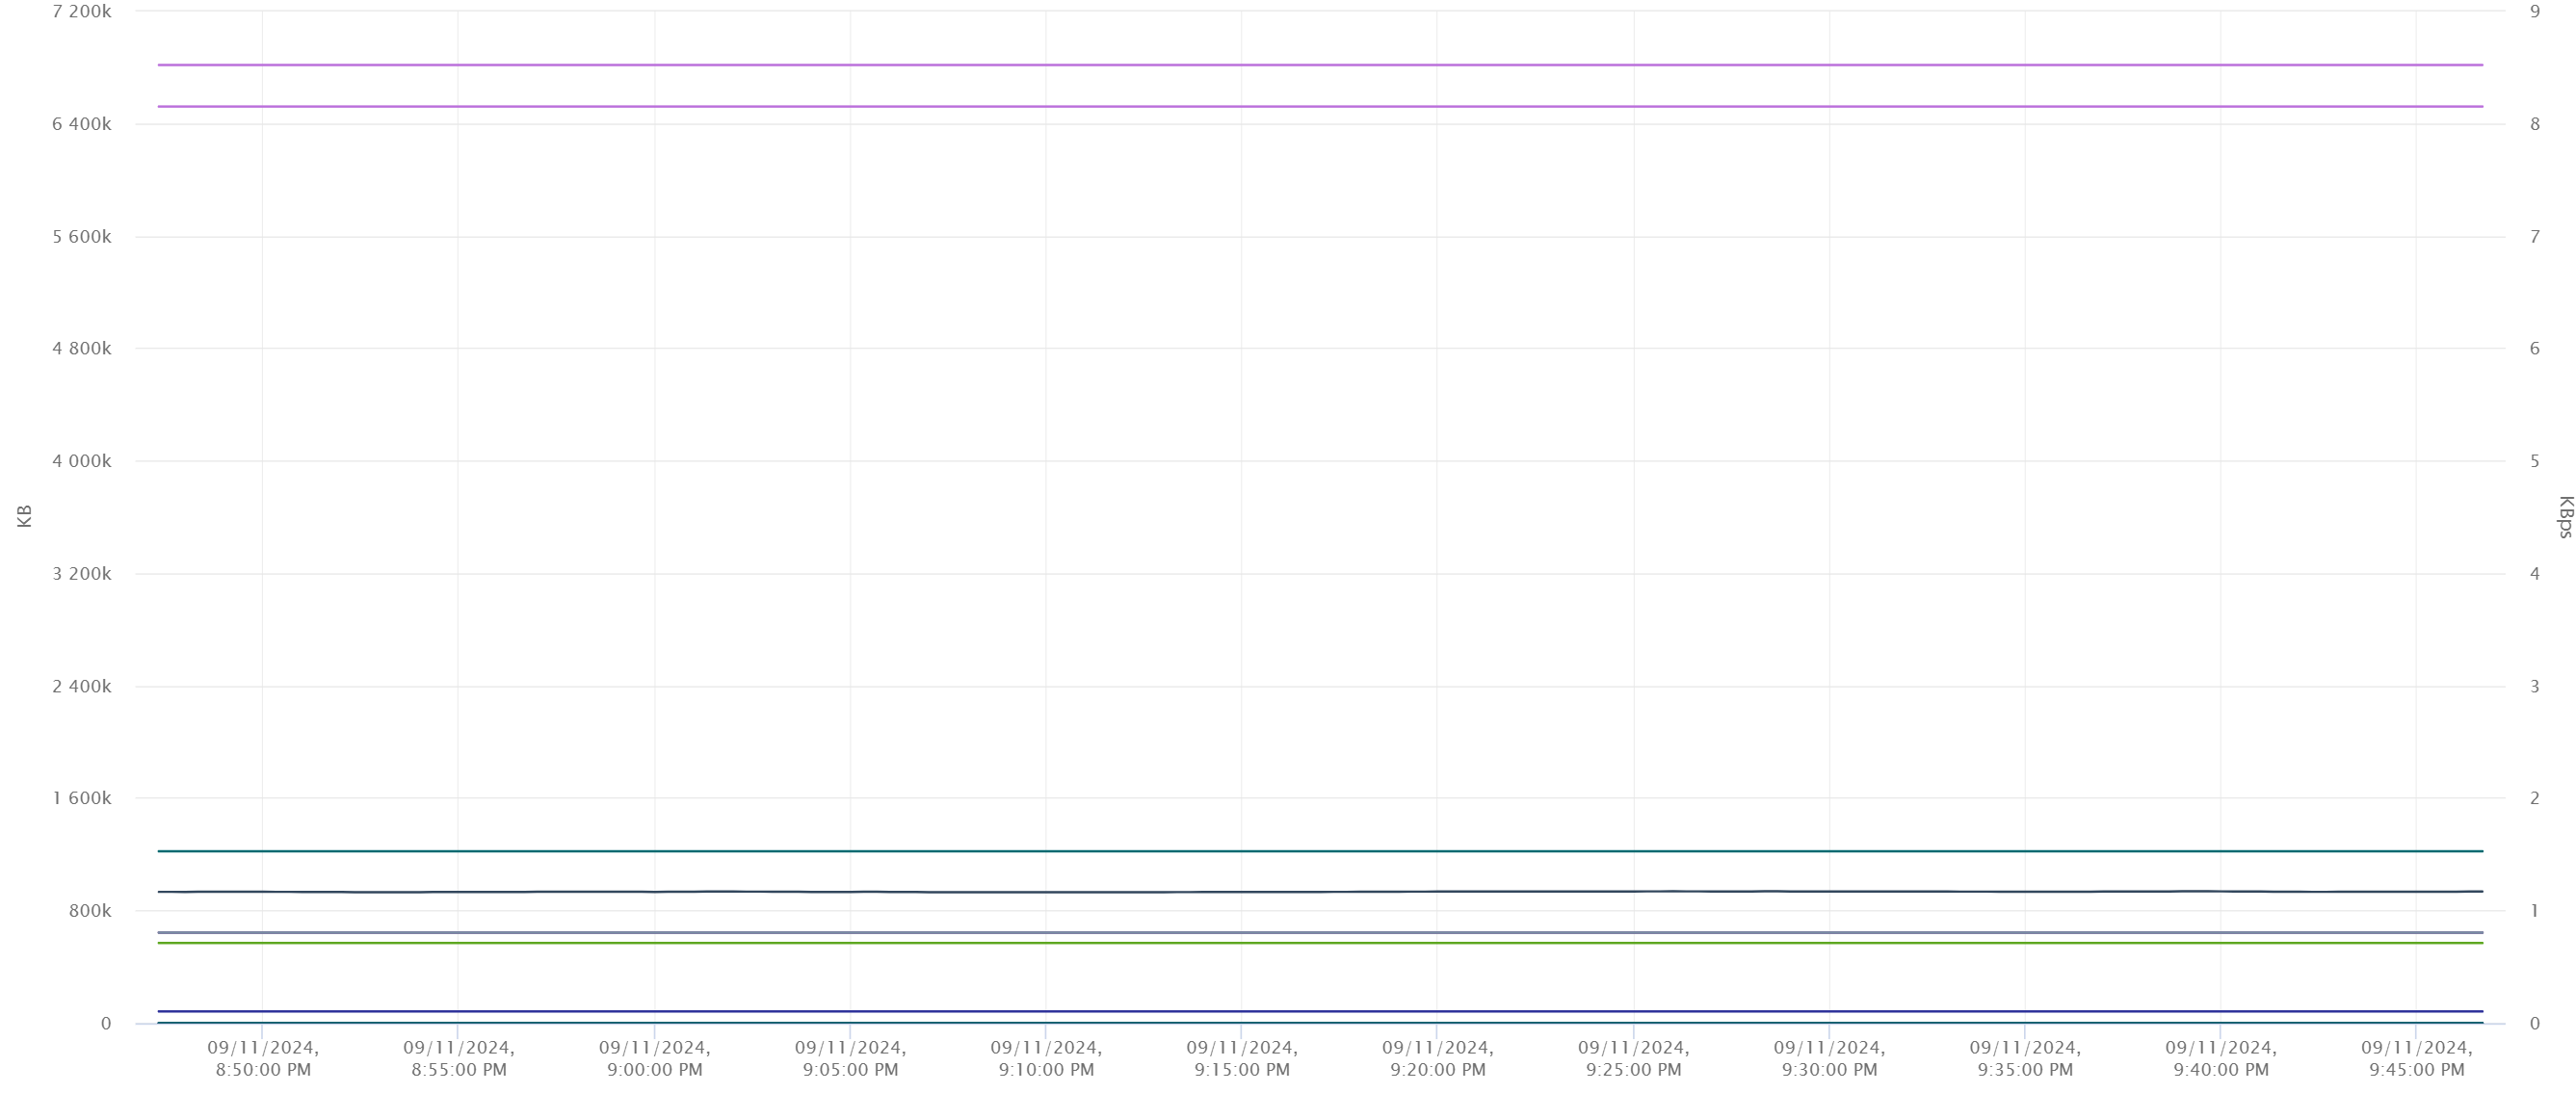 7 200k
9
6 400k
8
5 600k
7
4 800k
6
4 000k
5
KB
KBps
3 200k
4
2 400k
3
1 600k
2
800k
1
0
0
09/11/2024,
8:50:00 PM
09/11/2024,
8:55:00 PM
09/11/2024,
9:00:00 PM
09/11/2024,
9:05:00 PM
09/11/2024,
9:10:00 PM
09/11/2024,
9:15:00 PM
09/11/2024,
9:20:00 PM
09/11/2024,
9:25:00 PM
09/11/2024,
9:30:00 PM
09/11/2024,
9:35:00 PM
09/11/2024,
9:40:00 PM
09/11/2024,
9:45:00 PM